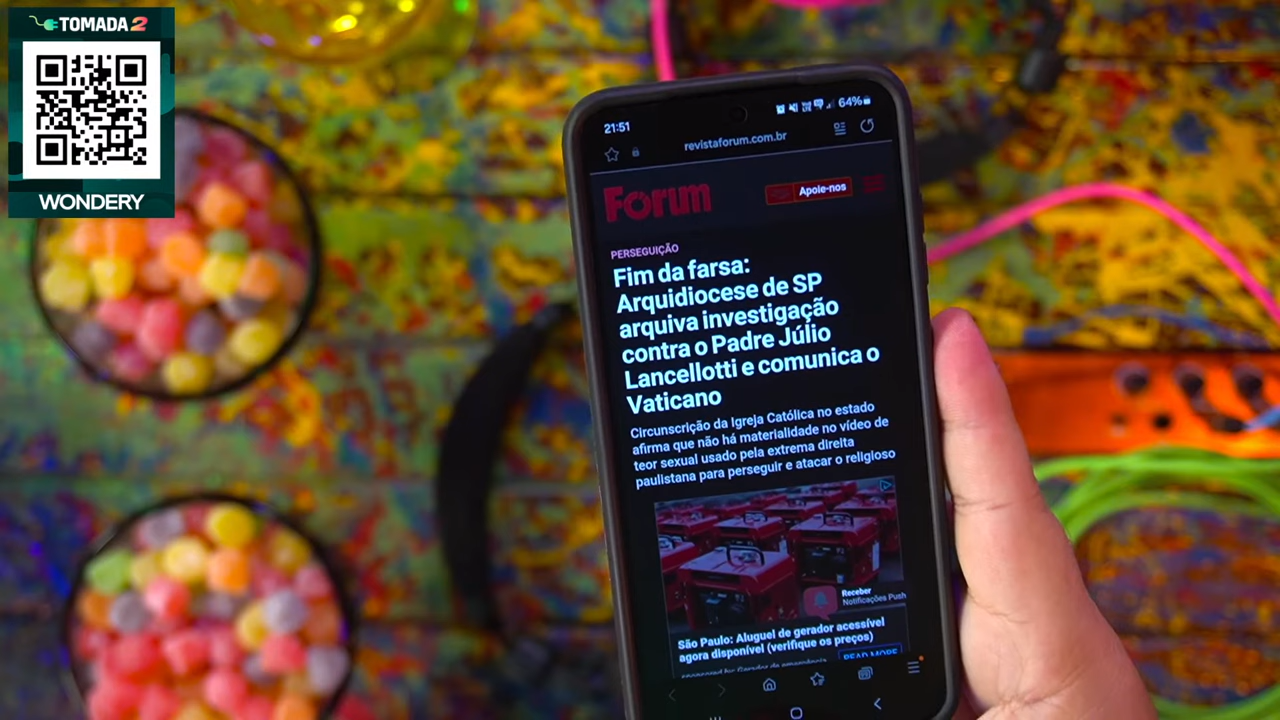 TOMADA 2
WONDERY
21:51
64%
revistaforum.com.br
Forum
Apoie-nos
PERSEGUIÇÃO
Fim da farsa:
Arquidiocese de SP
arquiva investigação
contra o Padre Júlio
Lancellotti e comunica o
Vaticano
Circunscrição da Igreja Católica no estado
afirma que não há materialidade no vídeo de
teor sexual usado pela extrema direita
paulistana para perseguir e atacar o religioso
Receber
Notificações Push
São Paulo: Aluguel de gerador acessível
agora disponível (verifique os preços)
READ MORE